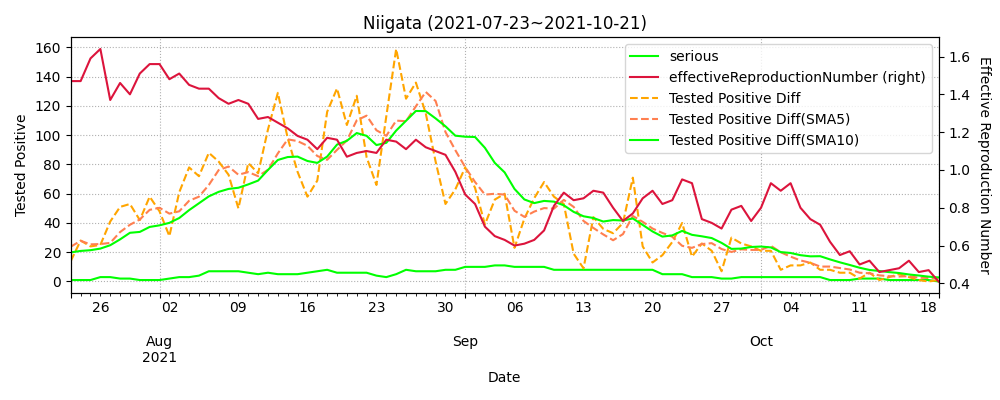 Niigata (2021-07-23~2021-10-21)
Tested Positive
160
140
120
100
80
60
40
20
0
serious
effectiveReproductionNumber (right)
Tested Positive Diff
Tested Positive Diff(SMA5)
Tested Positive Diff(SMA10)
1.6
1.4
1.2
1.0
0.8
0.6
0.4
Effective Reproduction Number
26 02 09 16 23 30 06 13 20 27 04 11 18
Aug Sep Oct
2021
Date